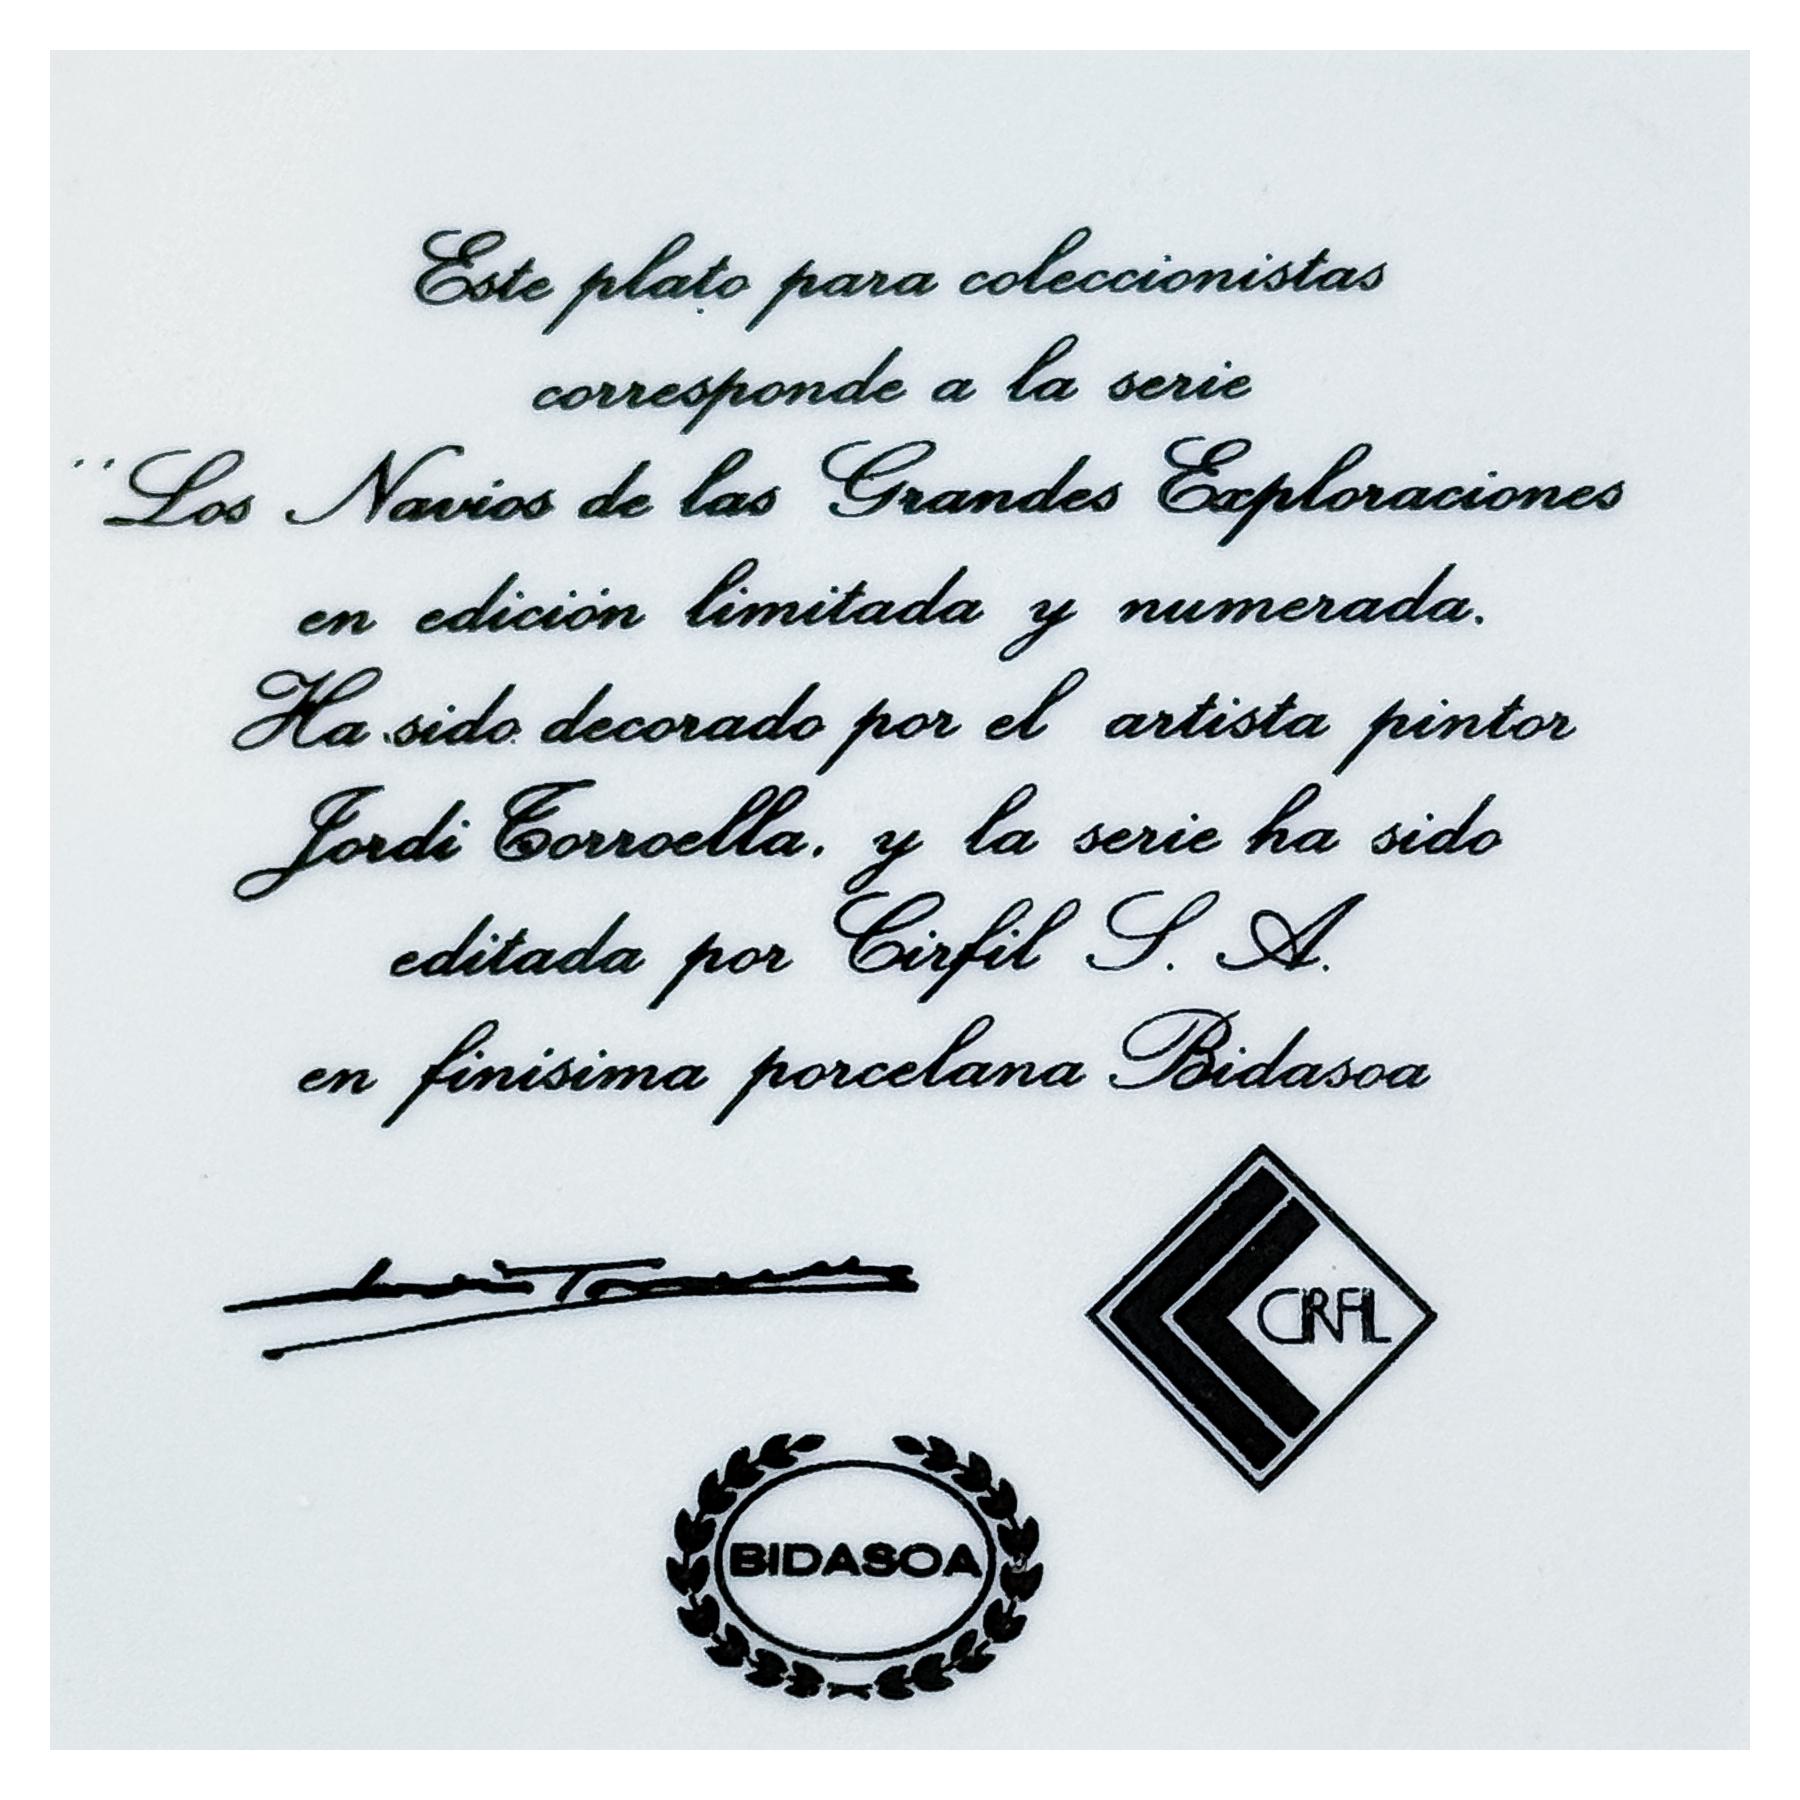 Este plato para coleccionistas
corresponde a la serie
''Los Navios de las Grandes Exploraciones
en edición limitada y numerada.
Ha sido decorado por el artista pintor
Jordi Torroella. y la serie ha sido
editada por Cirfil S. A.
en finisima porcelana Bidasoa
CIRFIL
BIDASOA